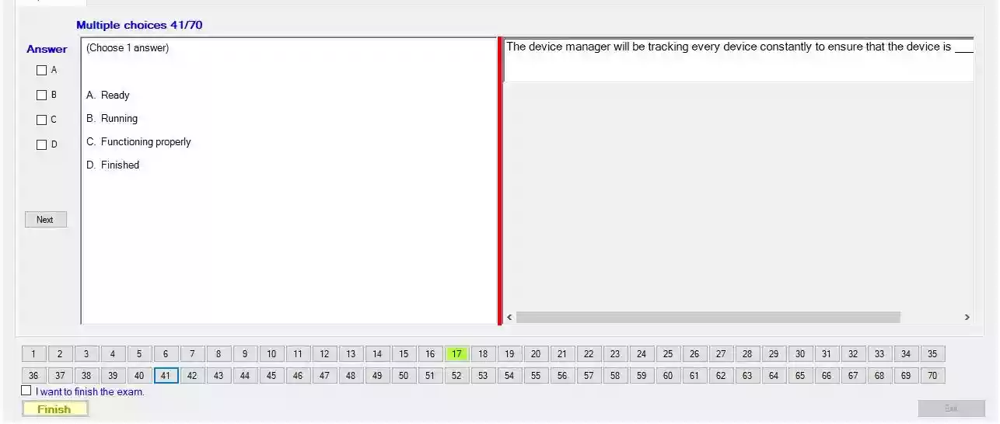 Multiple choices 41/70
Answer
(Choose 1 answer)
The device manager will be tracking every device constantly to ensure that the device is ____
A
B
C
D
A. Ready
B. Running
C. Functioning properly
D. Finished
Next
1 2 3 4 5 6 7 8 9 10 11 12 13 14 15 16 17 18 19 20 21 22 23 24 25 26 27 28 29 30 31 32 33 34 35
36 37 38 39 40 41 42 43 44 45 46 47 48 49 50 51 52 53 54 55 56 57 58 59 60 61 62 63 64 65 66 67 68 69 70
I want to finish the exam.
Finish
Exit